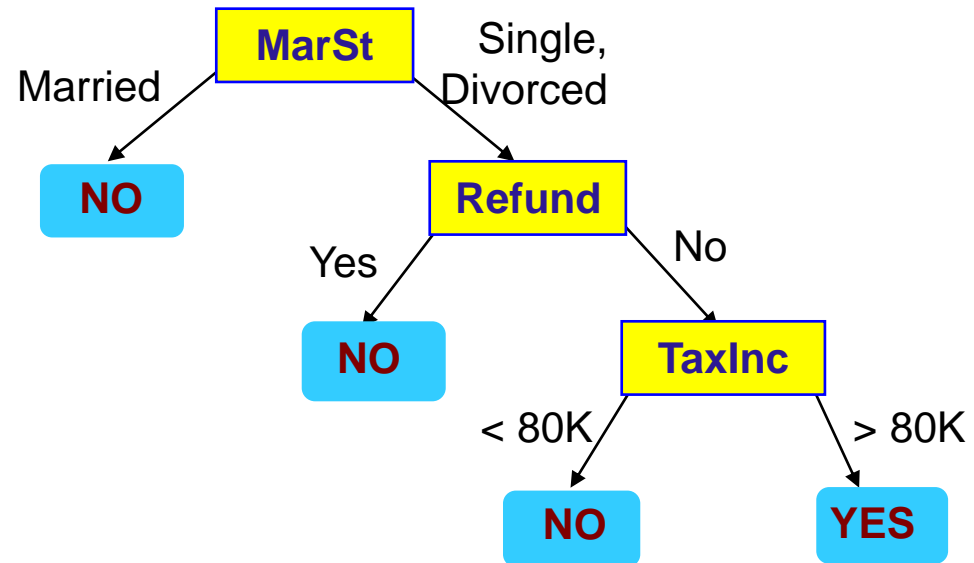 MarSt
Single,
Married
Divorced
NO
Refund
Yes
No
NO
TaxInc
< 80K
> 80K
NO
YES